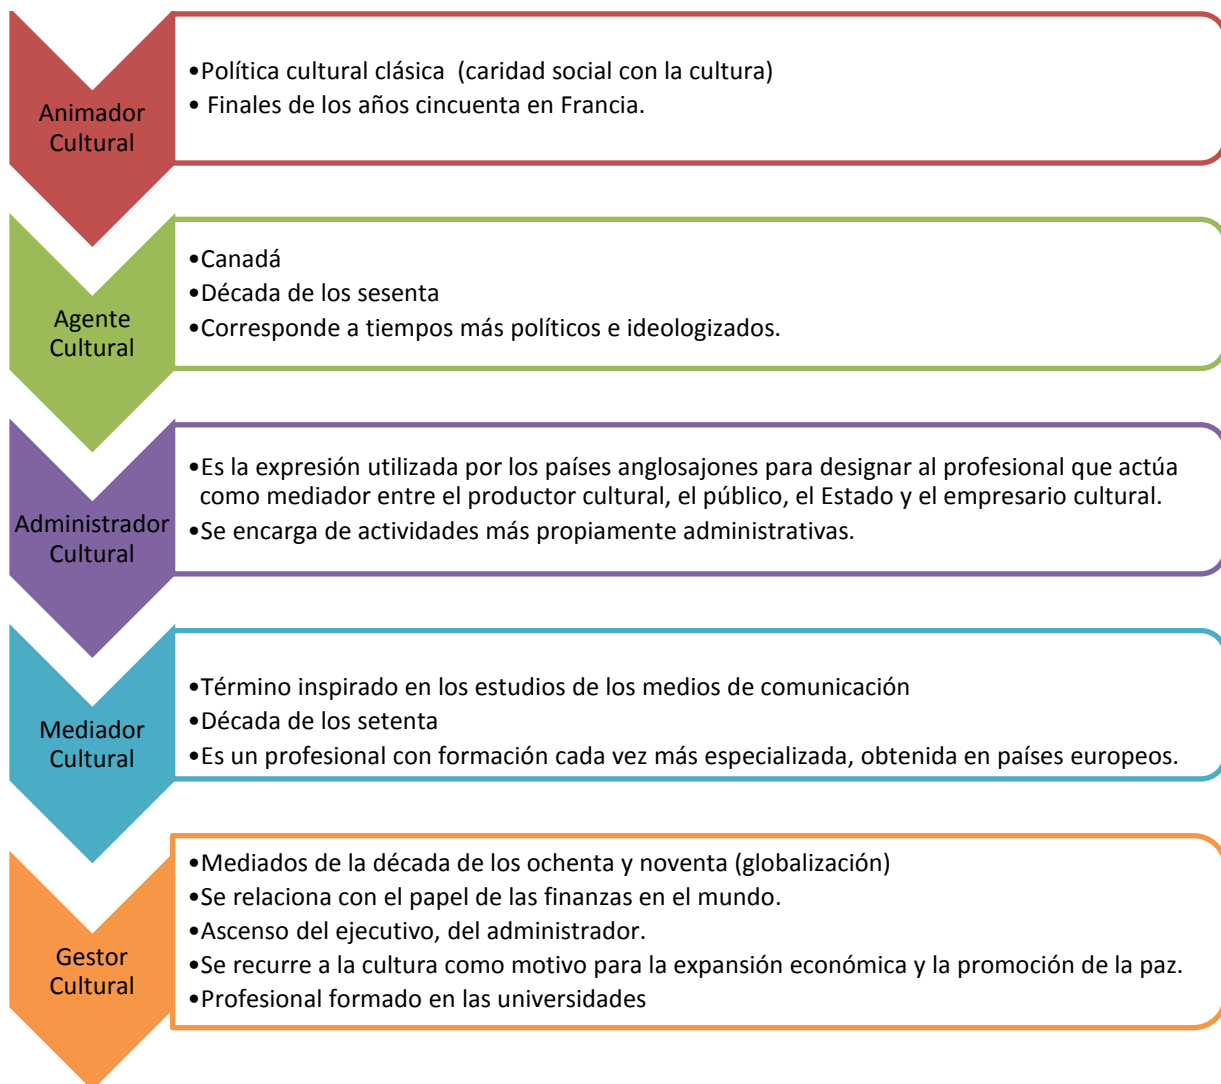 Animador
Cultural
•Política cultural clásica  (caridad social con la cultura)
• Finales de los años cincuenta en Francia.
Agente
Cultural
•Canadá
•Década de los sesenta
•Corresponde a tiempos más políticos e ideologizados.
Administrador
Cultural
•Es la expresión utilizada por los países anglosajones para designar al profesional que actúa
como mediador entre el productor cultural, el público, el Estado y el empresario cultural.
•Se encarga de actividades más propiamente administrativas.
Mediador
Cultural
•Término inspirado en los estudios de los medios de comunicación
•Década de los setenta
•Es un profesional con formación cada vez más especializada, obtenida en países europeos.
Gestor
Cultural
•Mediados de la década de los ochenta y noventa (globalización)
•Se relaciona con el papel de las finanzas en el mundo.
•Ascenso del ejecutivo, del administrador.
•Se recurre a la cultura como motivo para la expansión económica y la promoción de la paz.
•Profesional formado en las universidades